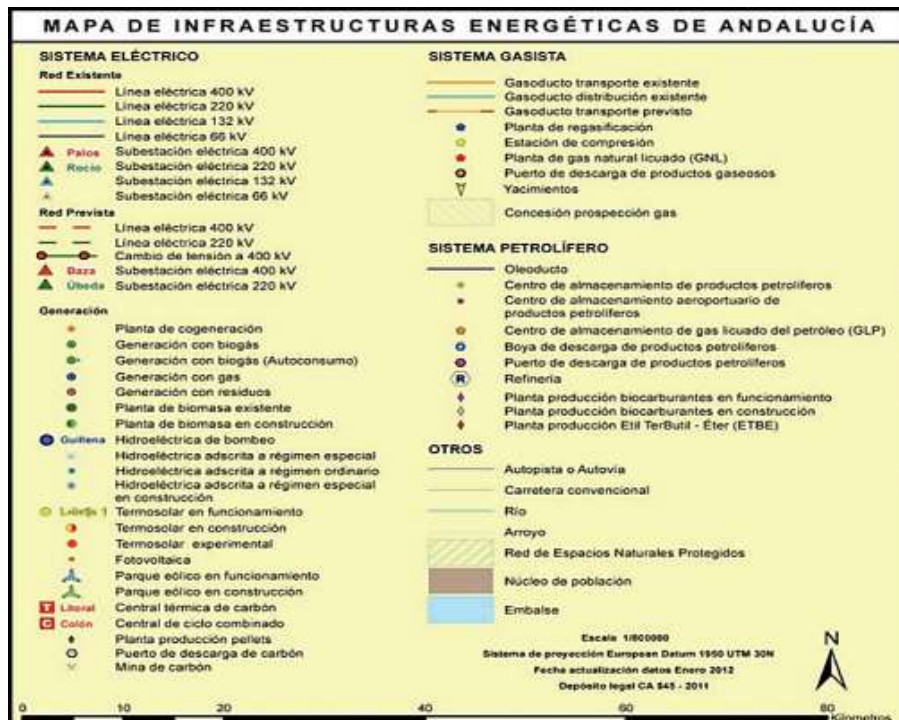 MAPA DE INFRAESTRUCTURAS ENERGÉTICAS DE ANDALUCÍA
SISTEMA ELÉCTRICO
Red Existente
Línea eléctrica 400 kV
Línea eléctrica 220 kV
Línea eléctrica 132 kV
Línea eléctrica 66 kV
Palos Subestación eléctrica 400 kV
Rocío Subestación eléctrica 220 kV
Subestación eléctrica 132 kV
Subestación eléctrica 66 kV
Red Prevista
Línea eléctrica 400 kV
Línea eléctrica 220 kV
Cambio de tensión a 400 kV
Baza Subestación eléctrica 400 kV
Úbeda Subestación eléctrica 220 kV
Generación
Planta de cogeneración
Generación con biogás
Generación con biogás (Autoconsumo)
Generación con gas
Generación con residuos
Planta de biomasa existente
Planta de biomasa en construcción
Guillena Hidroeléctrica de bombeo
Hidroeléctrica adscrita a régimen especial
Hidroeléctrica adscrita a régimen ordinario
Hidroeléctrica adscrita a régimen especial
en construcción
Termosolar en funcionamiento
Termosolar en construcción
Termosolar experimental
Fotovoltaica
Parque eólico en funcionamiento
Parque eólico en construcción
T Litoral Central térmica de carbón
C Colón Central de ciclo combinado
Planta producción pellets
Puerto de descarga de carbón
Mina de carbón
SISTEMA GASISTA
Gasoducto transporte existente
Gasoducto distribución existente
Gasoducto transporte previsto
Planta de regasificación
Estación de compresión
Planta de gas natural licuado (GNL)
Puerto de descarga de productos gaseosos
Yacimientos
Concesión prospección gas
SISTEMA PETROLÍFERO
Oleoducto
Centro de almacenamiento de productos petrolíferos
Centro de almacenamiento aeroportuario de
productos petrolíferos
Centro de almacenamiento de gas licuado del petróleo (GLP)
Boya de descarga de productos petrolíferos
Puerto de descarga de productos petrolíferos
R Refinería
Planta producción biocarburantes en funcionamiento
Planta producción biocarburantes en construcción
Planta producción Etil TerButil - Éter (ETBE)
OTROS
Autopista o Autovía
Carretera convencional
Río
Arroyo
Red de Espacios Naturales Protegidos
Núcleo de población
Embalse
Escala 1/600000
Sistema de proyección European Datum 1950 UTM 30N
Fecha actualización datos Enero 2012
Depósito legal CA 545 - 2011
N
0 10 20 40 60 80
Kilometros